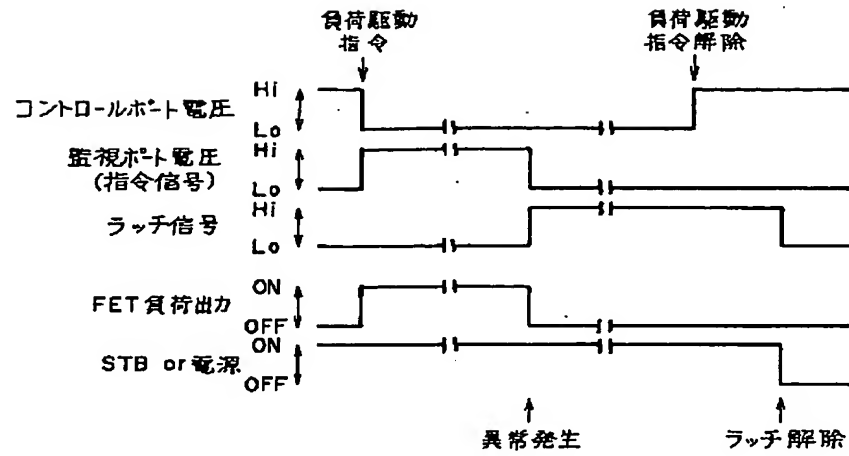 負荷駆動
指令
負荷駆動
指令解除
コントロールポート電圧
Hi
Lo
監視ポート電圧
(指令信号)
Hi
Lo
ラッチ信号
Hi
Lo
FET負荷出力
ON
OFF
STB or電源
ON
OFF
異常発生
ラッチ解除